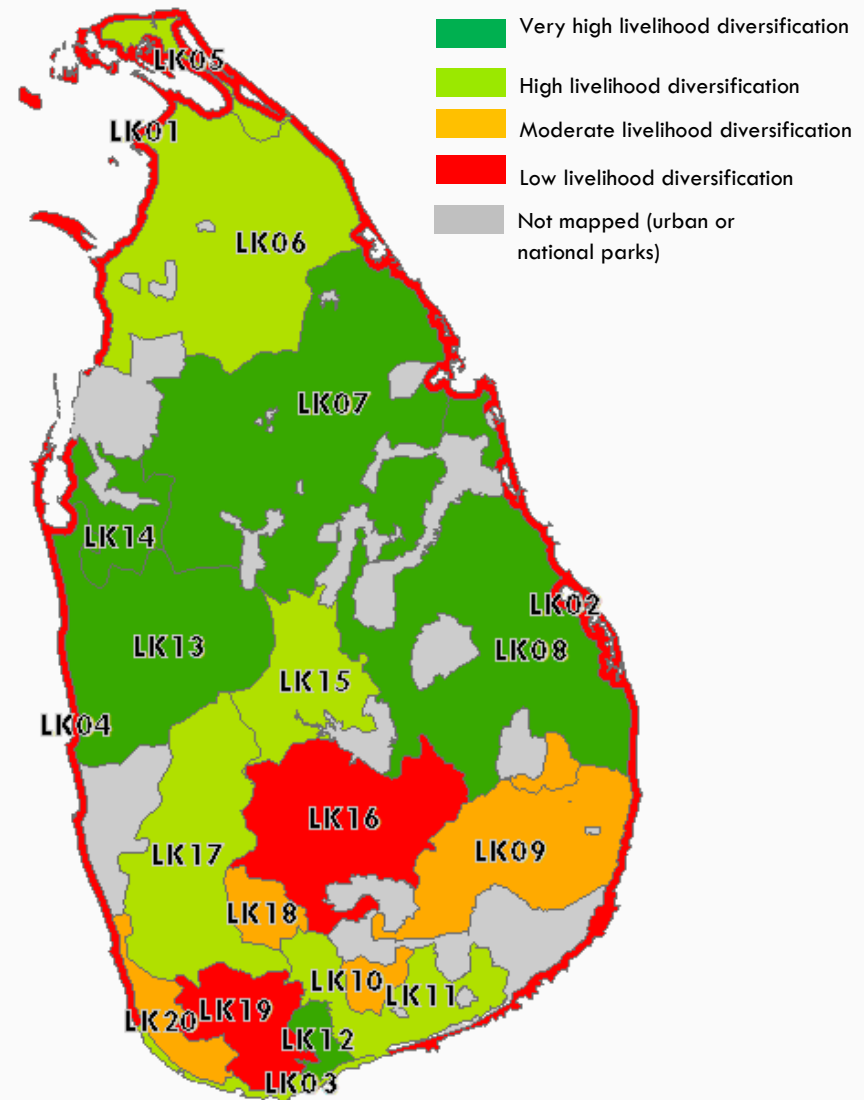 Very high livelihood diversification
High livelihood diversification
Moderate livelihood diversification
Low livelihood diversification
Not mapped (urban or
national parks)
LK05
LK01
LK06
LK07
LK14
LK02
LK13
LK08
LK15
LK04
LK16
LK17
LK09
LK18
LK10
LK11
LK19
LK20
LK12
LK03